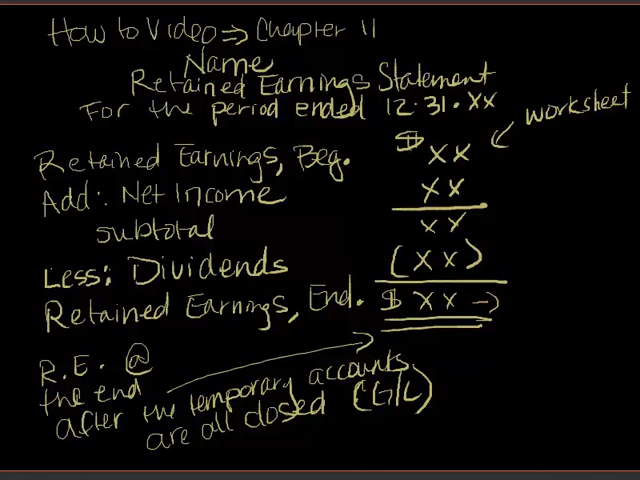 How to Video => Chapter 11
Name
Retained Earnings Statement
For the period ended 12.31.XX
worksheet
Retained Earnings, Beg. $ XX
Add: Net Income XX
subtotal XX
Less: Dividends (XX)
Retained Earnings, End. $ XX →
R.E. @
the end
after the temporary accounts
are all closed (G/L)